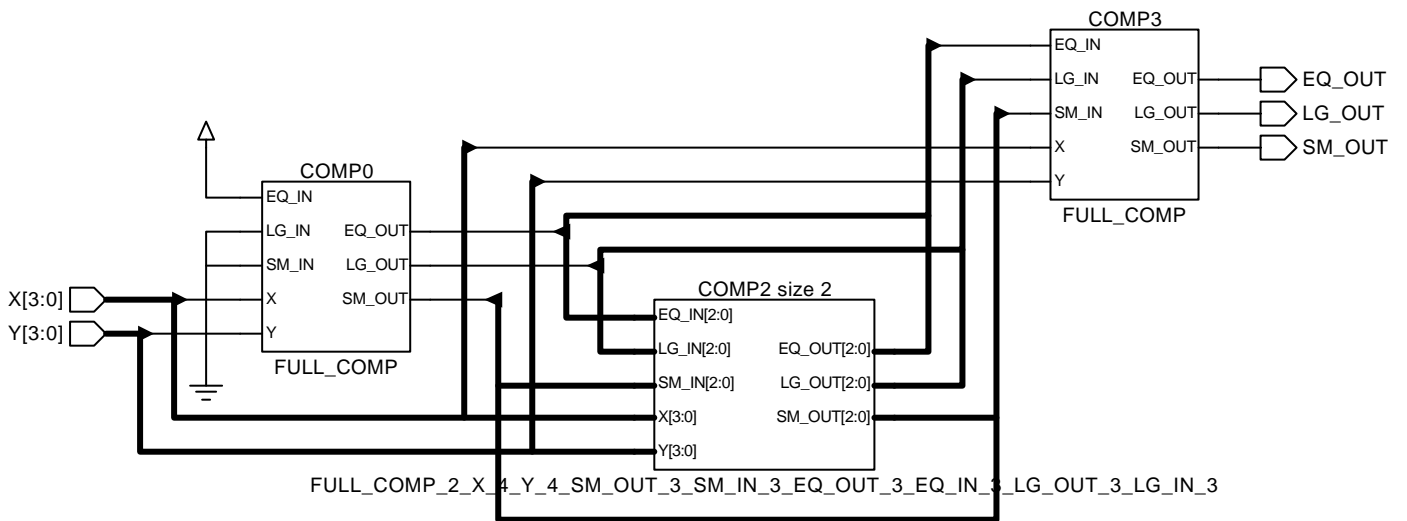 COMP3
EQ_IN
LG_IN EQ_OUT EQ_OUT
SM_IN LG_OUT LG_OUT
X SM_OUT SM_OUT
Y
FULL_COMP
COMP0
EQ_IN
LG_IN EQ_OUT
SM_IN LG_OUT
X[3:0] X SM_OUT
Y[3:0] Y
FULL_COMP
COMP2 size 2
EQ_IN[2:0]
LG_IN[2:0] EQ_OUT[2:0]
SM_IN[2:0] LG_OUT[2:0]
X[3:0] SM_OUT[2:0]
Y[3:0]
FULL_COMP_2_X_4_Y_4_SM_OUT_3_SM_IN_3_EQ_OUT_3_EQ_IN_3_LG_OUT_3_LG_IN_3